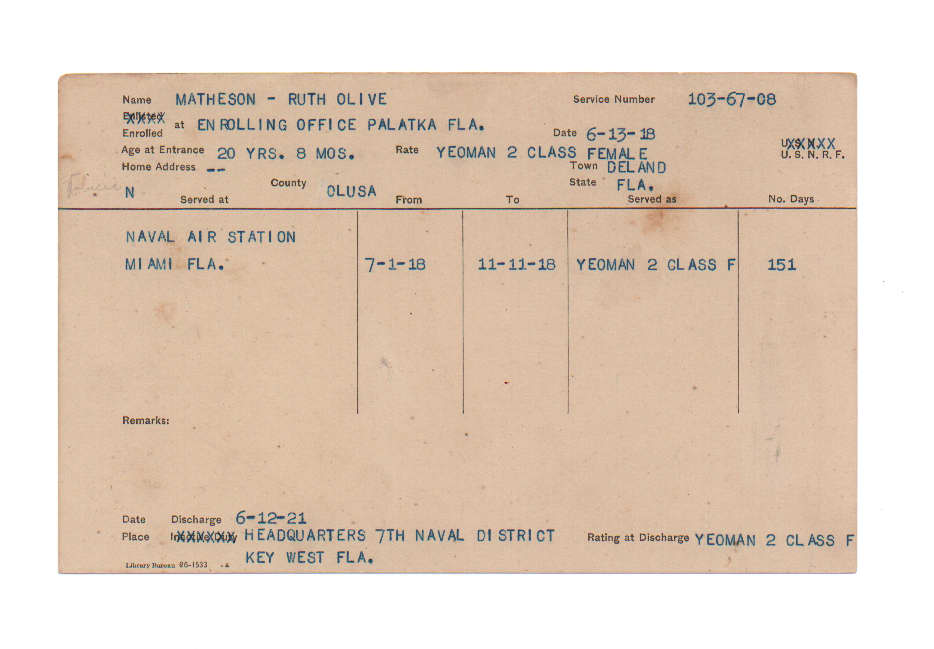 Name MATHESON - RUTH OLIVE Service Number 103-67-08
Enlisted
Enrolled at ENROLLING OFFICE PALATKA FLA. Date 6-13-18
Age at Entrance 20 YRS. 8 MOS. Rate YEOMAN 2 CLASS FEMALE U. S. N. R. F.
Home Address -- Town DELAND
N County OLUSA State FLA.
Served at From To Served as No. Days
NAVAL AIR STATION
MIAMI FLA. 7-1-18 11-11-18 YEOMAN 2 CLASS F 151
Remarks:
Date Discharge 6-12-21
Place Inactive Duty HEADQUARTERS 7TH NAVAL DISTRICT Rating at Discharge YEOMAN 2 CLASS F
KEY WEST FLA.
Library Bureau 86-1533